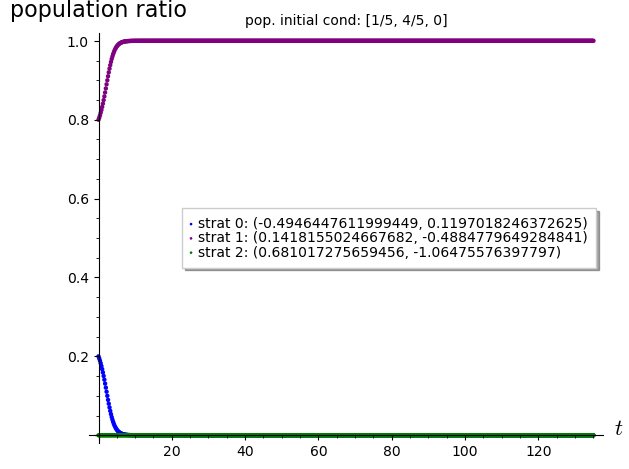 population ratio
pop. initial cond: [1/5, 4/5, 0]
1.0
0.8
0.6
strat 0: (-0.4946447611999449, 0.1197018246372625)
strat 1: (0.1418155024667682, -0.4884779649284841)
strat 2: (0.681017275659456, -1.06475576397797)
0.4
0.2
t
20 40 60 80 100 120